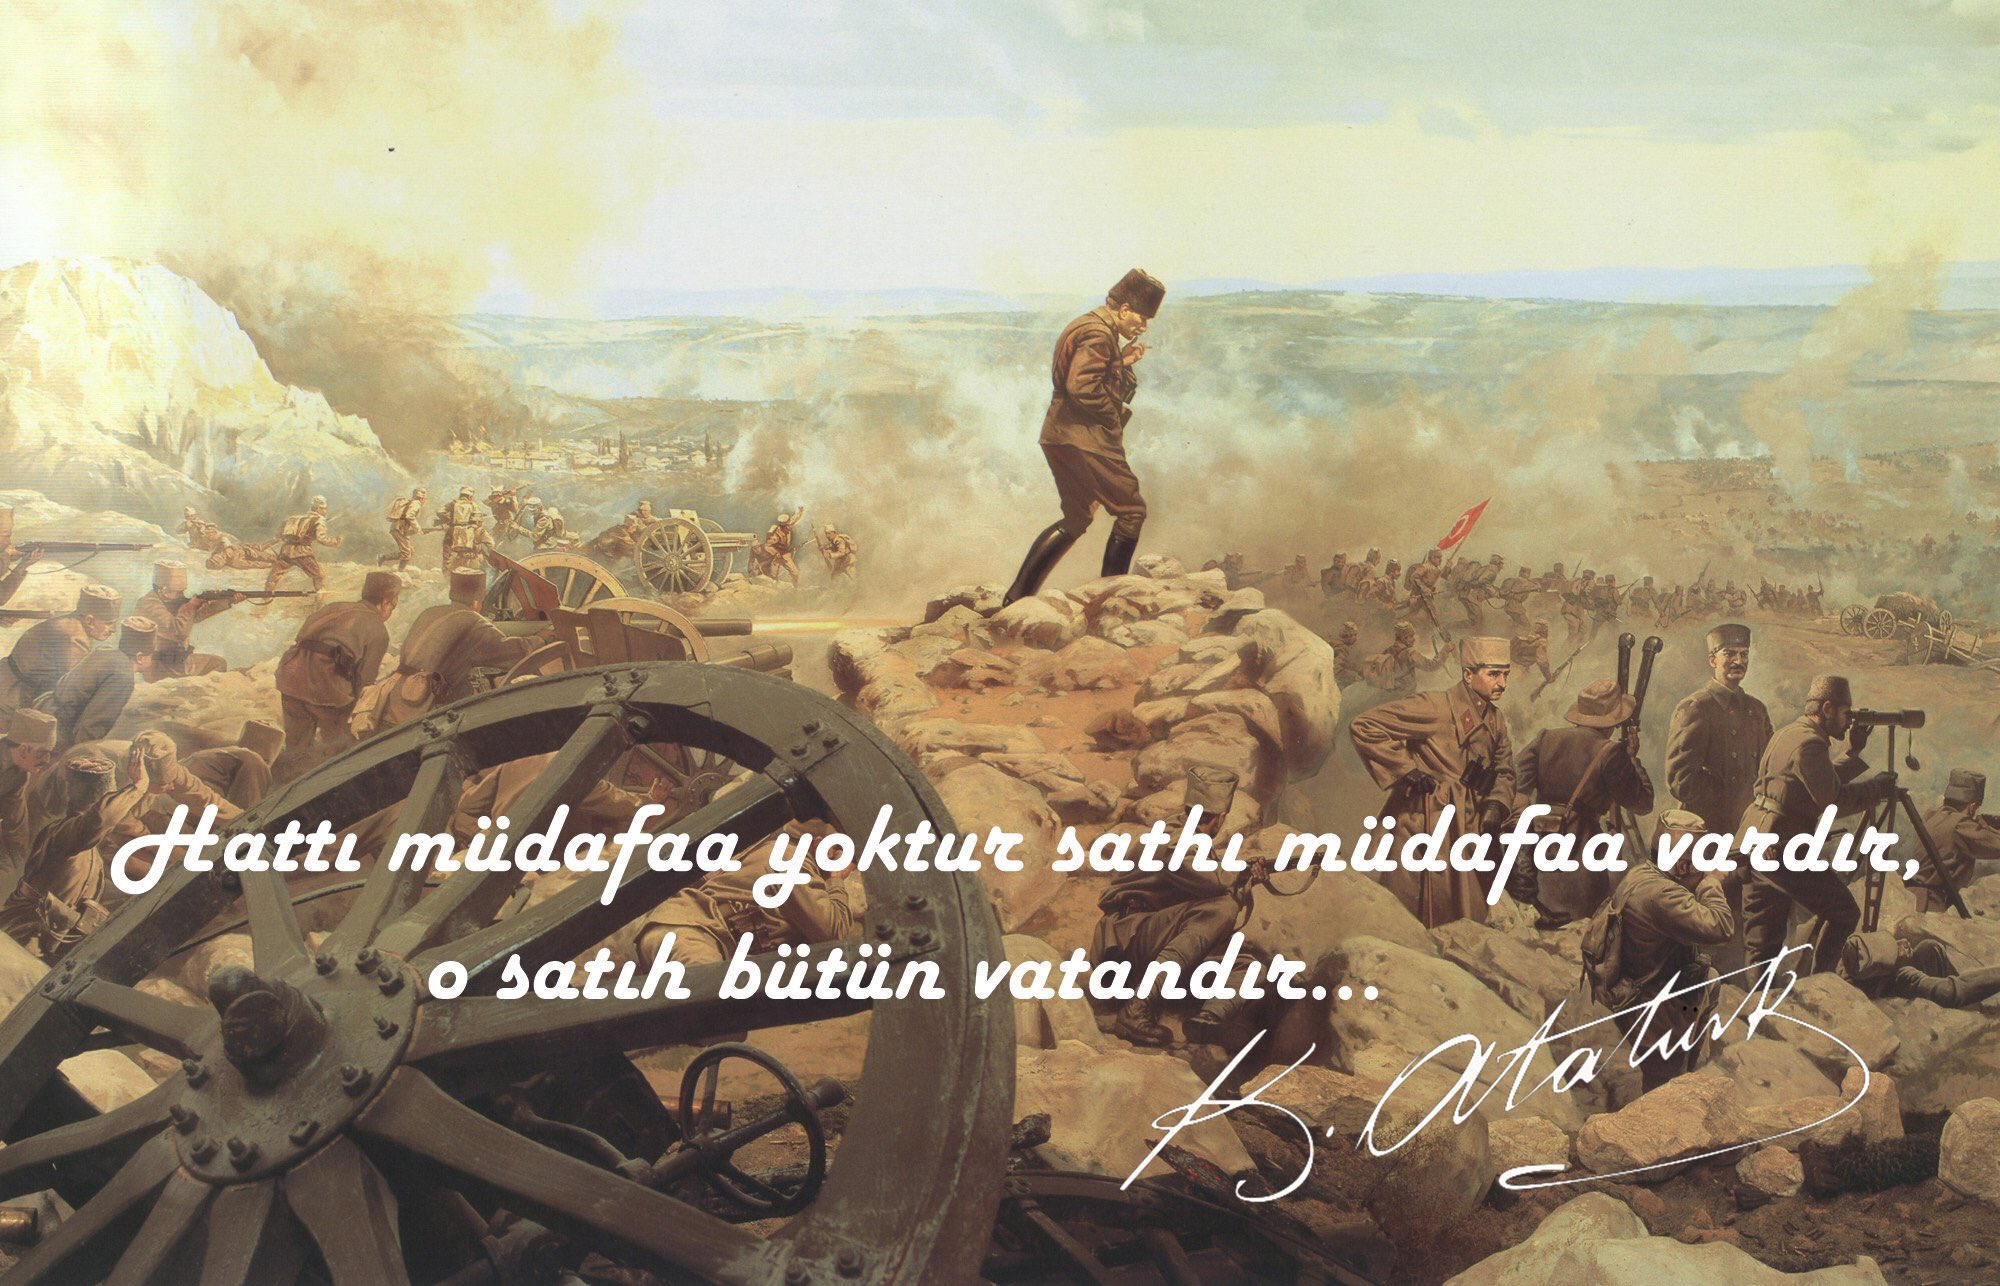 Hattı müdafaa yoktur sathı müdafaa vardır,
o satıh bütün vatandır...
K. Atatürk